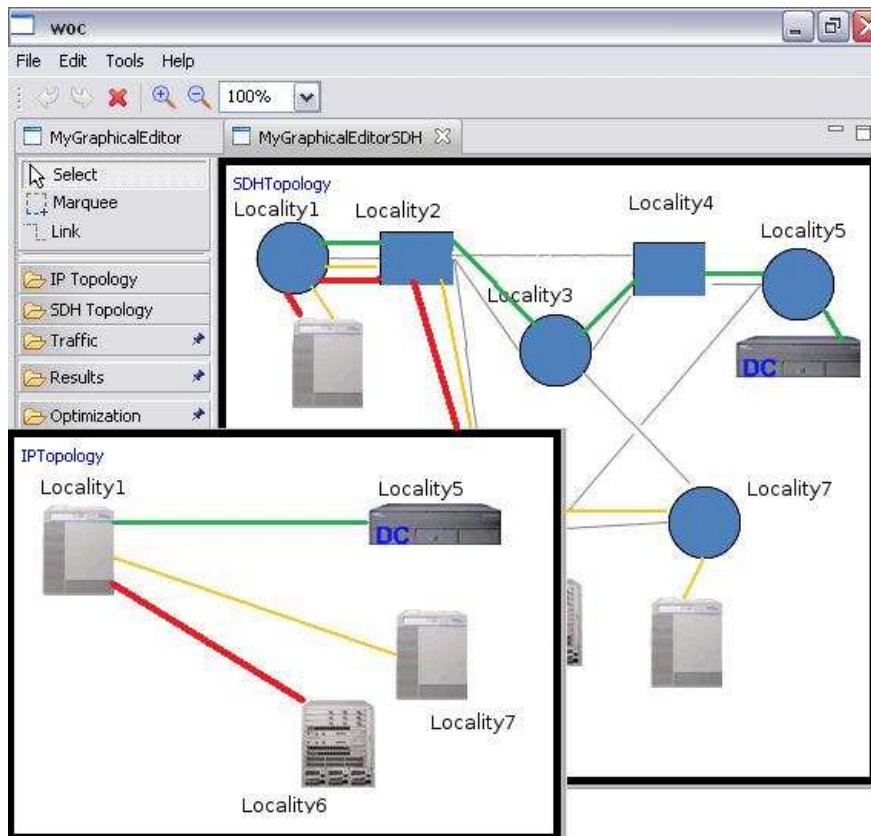 woc
File Edit Tools Help
100%
MyGraphicalEditor
MyGraphicalEditorSDH
Select
Marquee
Link
IP Topology
SDH Topology
Traffic
Results
Optimization
SDHTopology
Locality1
Locality2
Locality4
Locality5
Locality3
DC
Locality7
IPTopology
Locality1
Locality5
DC
Locality7
Locality6